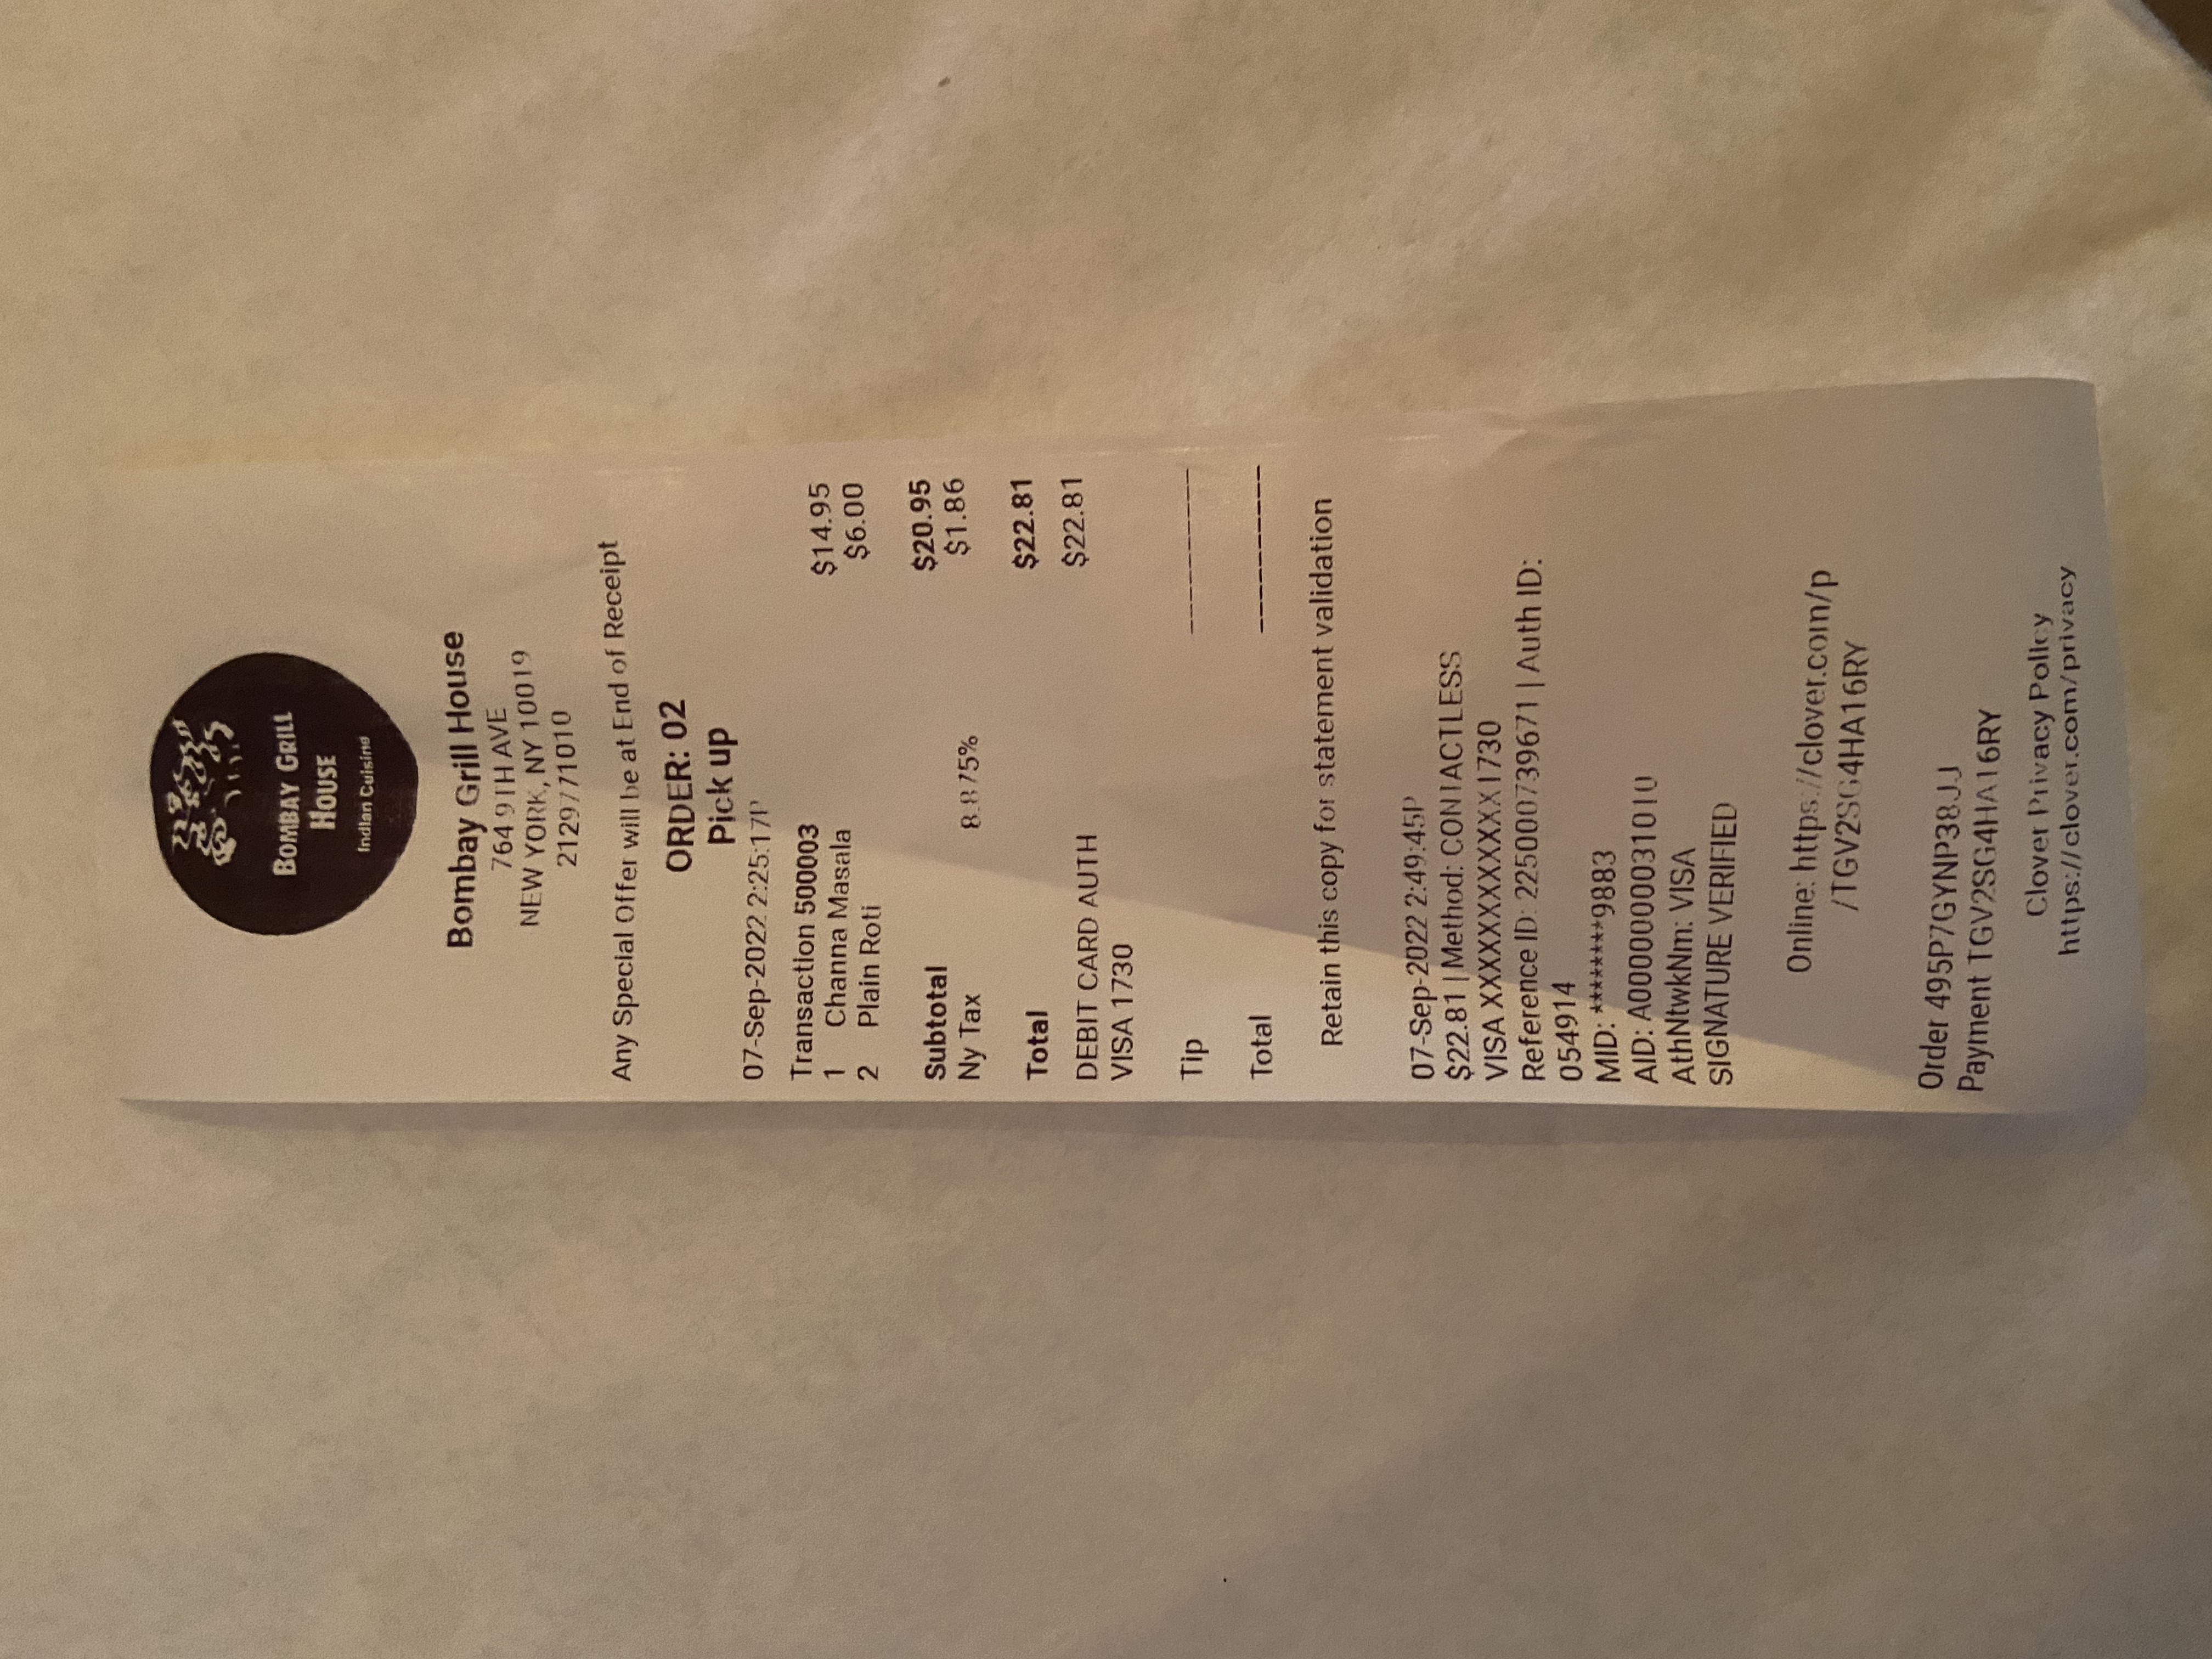 BOMBAY GRILL
HOUSE
Indian Cuisine
Bombay Grill House
764 9TH AVE
NEW YORK, NY 10019
2129771010
Any Special Offer will be at End of Receipt
ORDER: 02
Pick up
07-Sep-2022 2:25:17P
Transaction 500003
1 Channa Masala $14.95
2 Plain Roti $6.00
Subtotal $20.95
Ny Tax 8.875% $1.86
Total $22.81
DEBIT CARD AUTH $22.81
VISA 1730
Tip ----------
Total ----------
Retain this copy for statement validation
07-Sep-2022 2:49:45P
$22.81 | Method: CONTACTLESS
VISA XXXXXXXXXXXX1730
Reference ID: 225000739671 | Auth ID:
054914
MID: ********9883
AID: A0000000031010
AthNtwkNm: VISA
SIGNATURE VERIFIED
Online: https://clover.com/p
/TGV2SG4HA16RY
Order 495P7GYNP38JJ
Payment TGV2SG4HA16RY
Clover Privacy Policy
https://clover.com/privacy